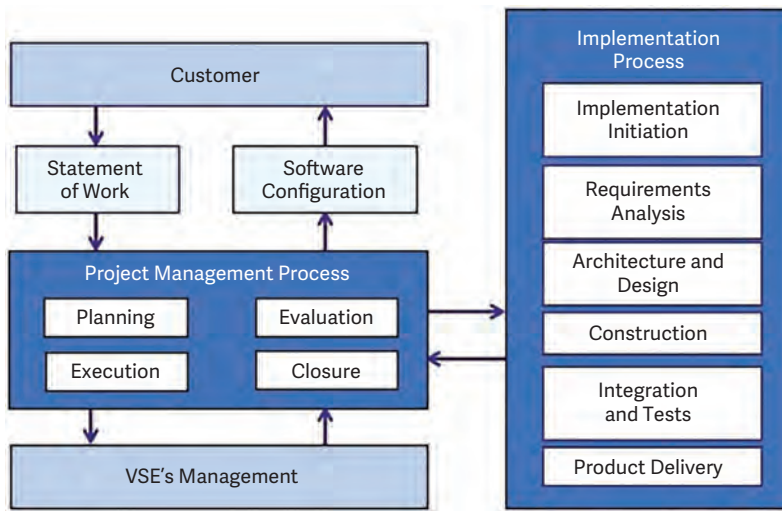 Customer
Statement
of Work
Software
Configuration
Project Management Process
Planning
Evaluation
Execution
Closure
VSE's Management
Implementation
Process
Implementation
Initiation
Requirements
Analysis
Architecture and
Design
Construction
Integration
and Tests
Product Delivery